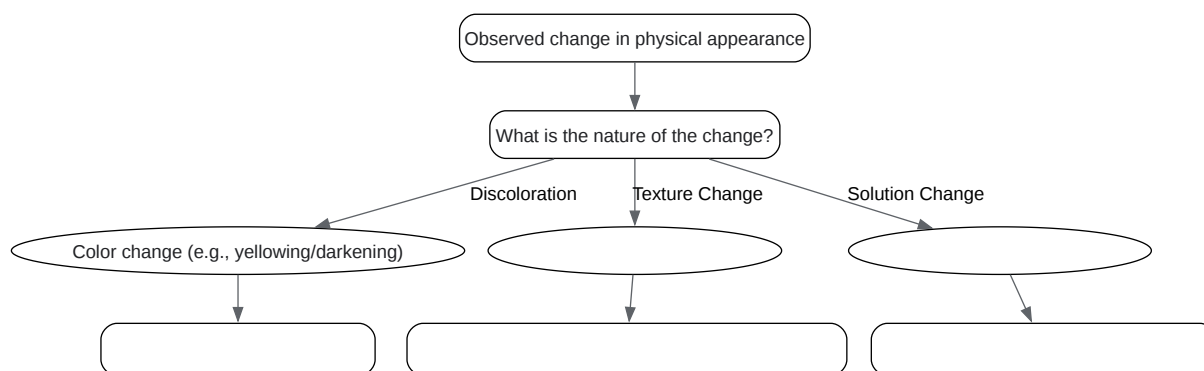 Observed change in physical appearance
What is the nature of the change?
Discoloration
Texture Change
Solution Change
Color change (e.g., yellowing/darkening)